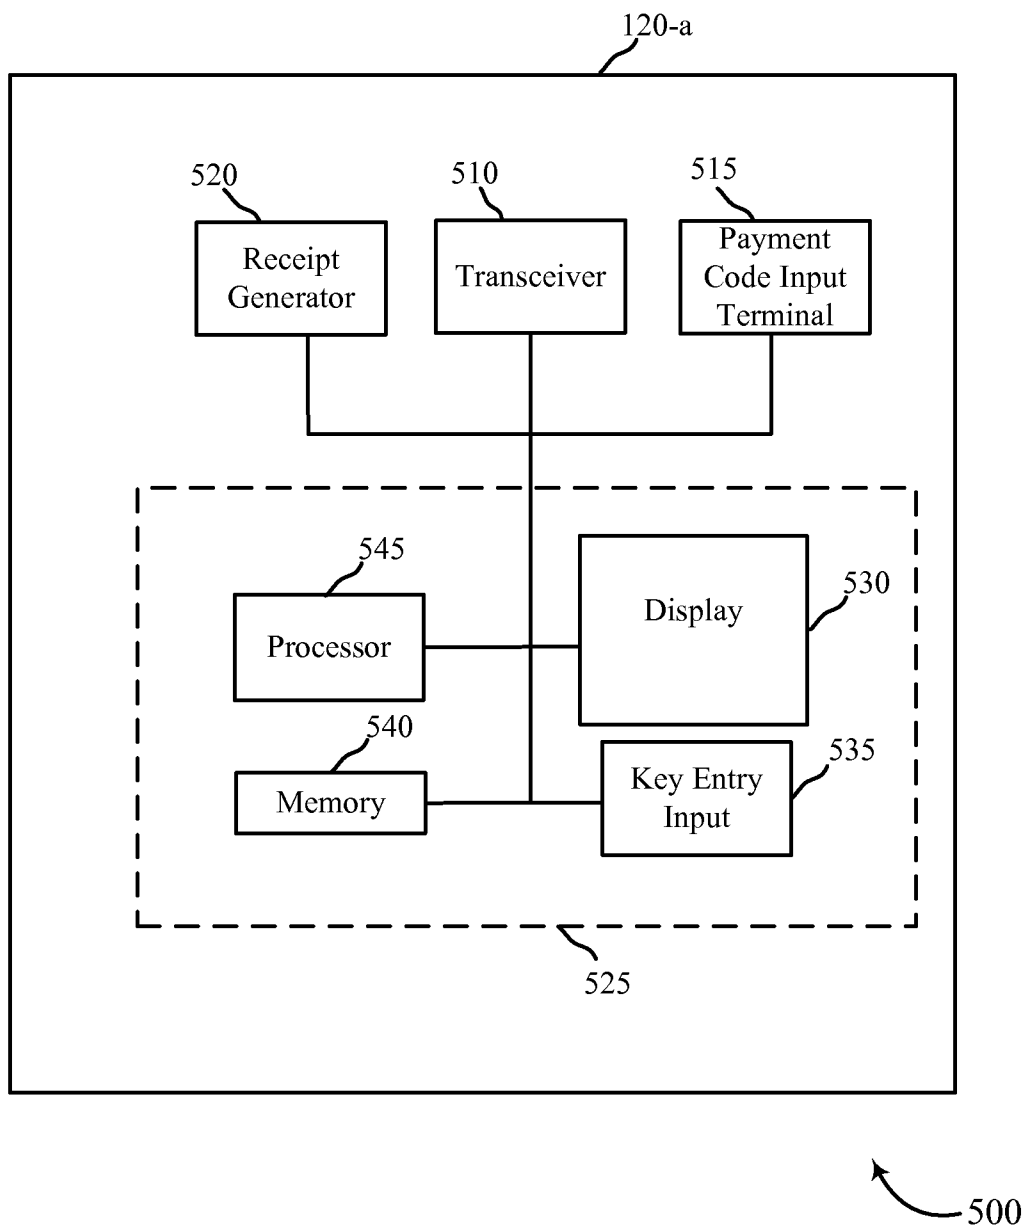 120-a
520
510
515
Receipt
Generator
Transceiver
Payment
Code Input
Terminal
545
530
Processor
Display
540
535
Memory
Key Entry
Input
525
500